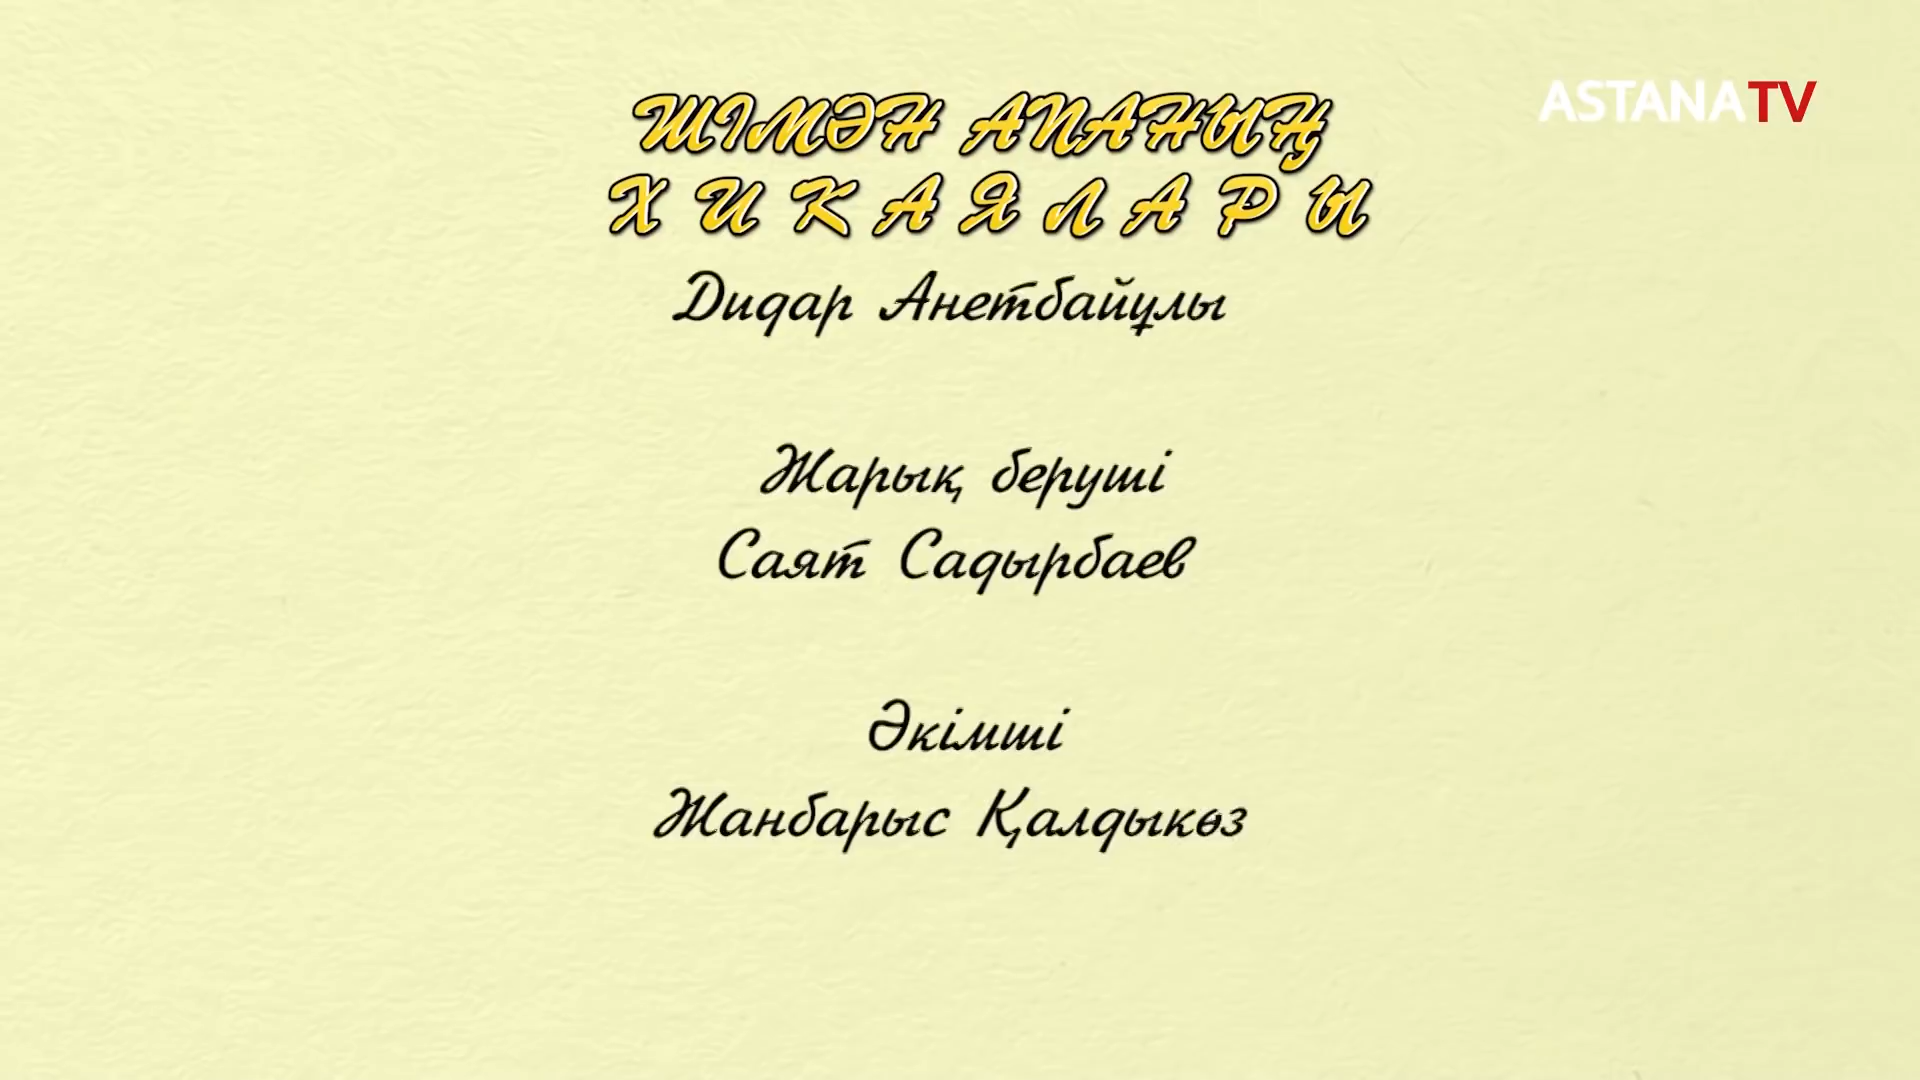 ШІМӘН АПАНЫҢ
ХИКАЯЛАРЫ
ASTANATV
Дидар Анетбайұлы
Жарық беруші
Саят Садырбаев
Әкімші
Жанбарыс Қалдыкөз